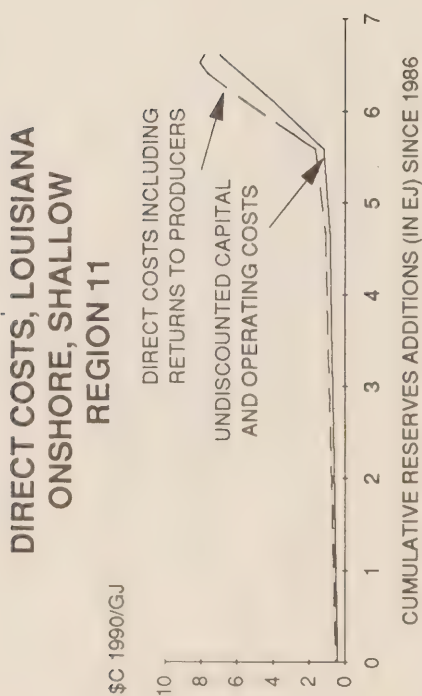 DIRECT COSTS, LOUISIANA
ONSHORE, SHALLOW
REGION 11
$C 1990/GJ
DIRECT COSTS INCLUDING
RETURNS TO PRODUCERS
UNDISCOUNTED CAPITAL
AND OPERATING COSTS
10
8
6
4
2
0
0 1 2 3 4 5 6 7
CUMULATIVE RESERVES ADDITIONS (IN EJ) SINCE 1986